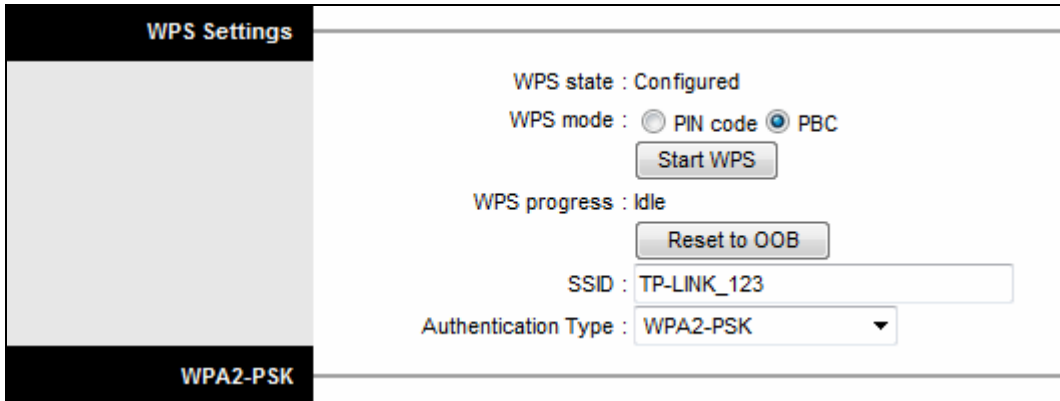 WPS Settings
WPS state : Configured
WPS mode : PIN code PBC
Start WPS
WPS progress : Idle
Reset to OOB
SSID : TP-LINK_123
Authentication Type : WPA2-PSK
WPA2-PSK